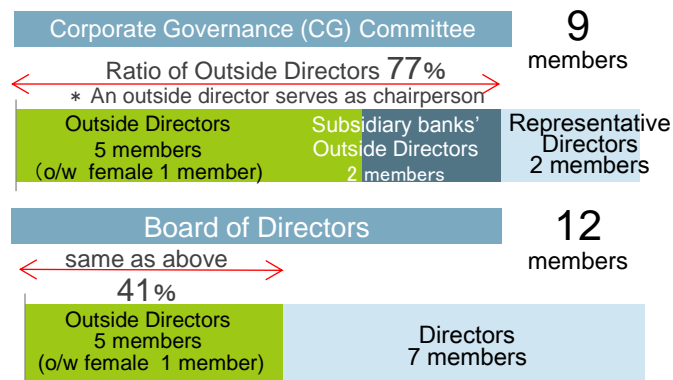 Corporate Governance (CG) Committee
9
members
Ratio of Outside Directors 77%
* An outside director serves as chairperson
Outside Directors
5 members
(o/w female 1 member)
Subsidiary banks'
Outside Directors
2 members
Representative
Directors
2 members
Board of Directors
12
members
same as above
41%
Outside Directors
5 members
(o/w female 1 member)
Directors
7 members